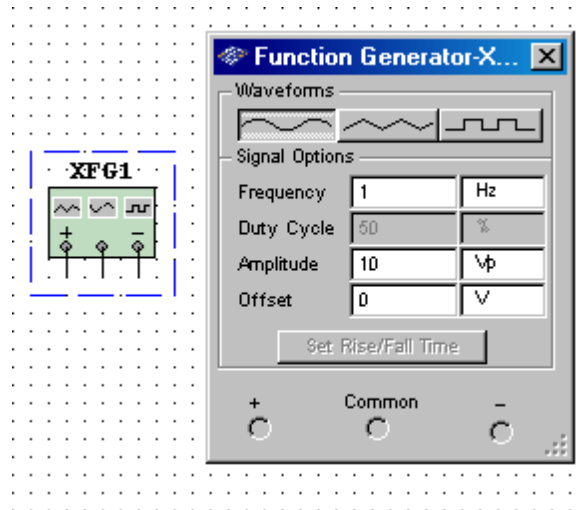 Function Generator-X...
Waveforms
Signal Options
XFG1
Frequency 1 Hz
Duty Cycle 50 %
+ −
Amplitude 10 Vp
Offset 0 V
Set Rise/Fall Time
+ Common −